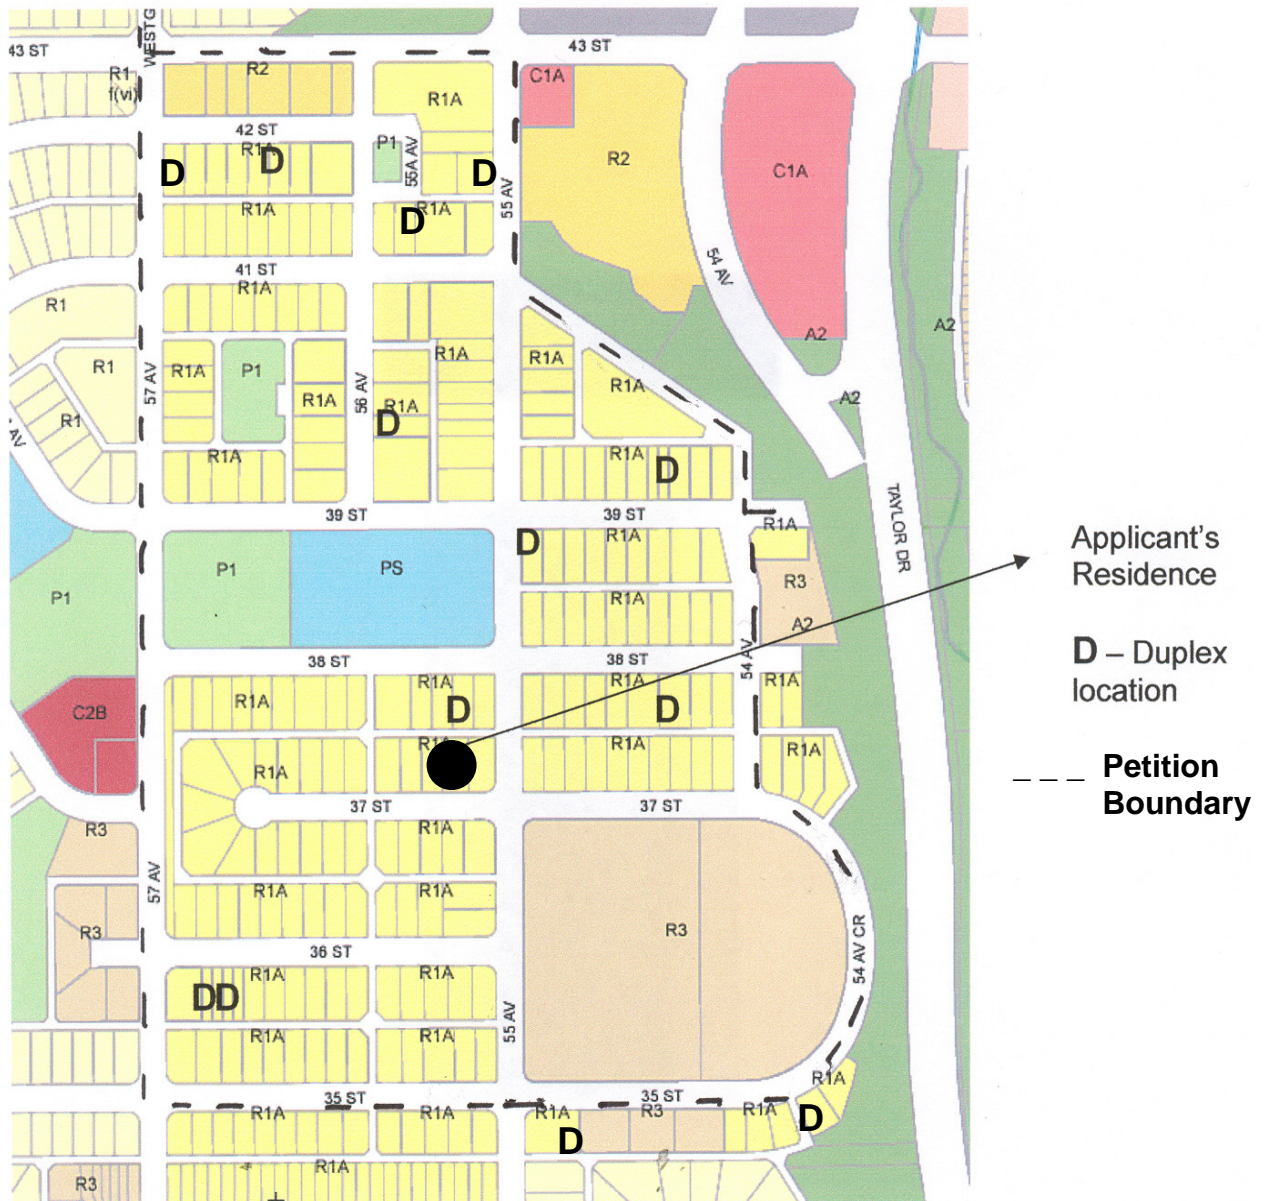 43 ST
WESTG
43 ST
R1
f(vi)
R2
R1A
C1A
R2
C1A
42 ST
R1A
D
D
P1
55A AV
D
55 AV
R1A
D
R1A
54 AV
41 ST
R1A
R1
R1A
A2
A2
R1
57 AV
R1A
P1
R1A
56 AV
R1A
R1A
D
R1A
R1A
A2
R1
AV
R1A
R1A
D
TAYLOR DR
39 ST
39 ST
R1A
D
R1A
P1
PS
P1
R1A
R3
A2
Applicant's
Residence
38 ST
38 ST
54 AV
D – Duplex
location
R1A
R1A
D
R1A
D
R1A
C2B
R1A
R1A
R1A
R1A
Petition
Boundary
37 ST
37 ST
R3
R1A
57 AV
R1A
R1A
R3
R3
54 AV CR
36 ST
R1A
R1A
DD
55 AV
R1A
R1A
35 ST
35 ST
R1A
R1A
R1A
R1A
R3
R1A
D
D
R1A
R3